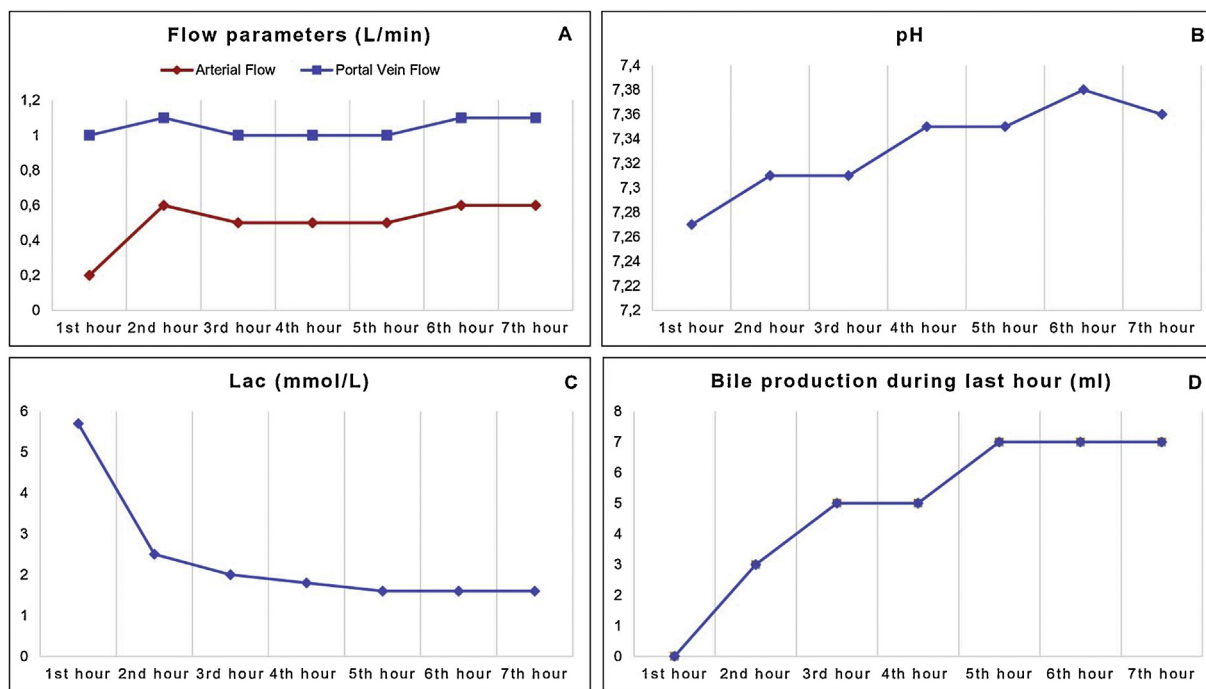 Flow parameters (L/min)
A
Arterial Flow
Portal Vein Flow
1,2
1
0,8
0,6
0,4
0,2
0
1st hour 2nd hour 3rd hour 4th hour 5th hour 6th hour 7th hour
pH
B
7,4
7,38
7,36
7,34
7,32
7,3
7,28
7,26
7,24
7,22
7,2
1st hour 2nd hour 3rd hour 4th hour 5th hour 6th hour 7th hour
Lac (mmol/L)
C
6
5
4
3
2
1
0
1st hour 2nd hour 3rd hour 4th hour 5th hour 6th hour 7th hour
Bile production during last hour (ml)
D
8
7
6
5
4
3
2
1
0
1st hour 2nd hour 3rd hour 4th hour 5th hour 6th hour 7th hour